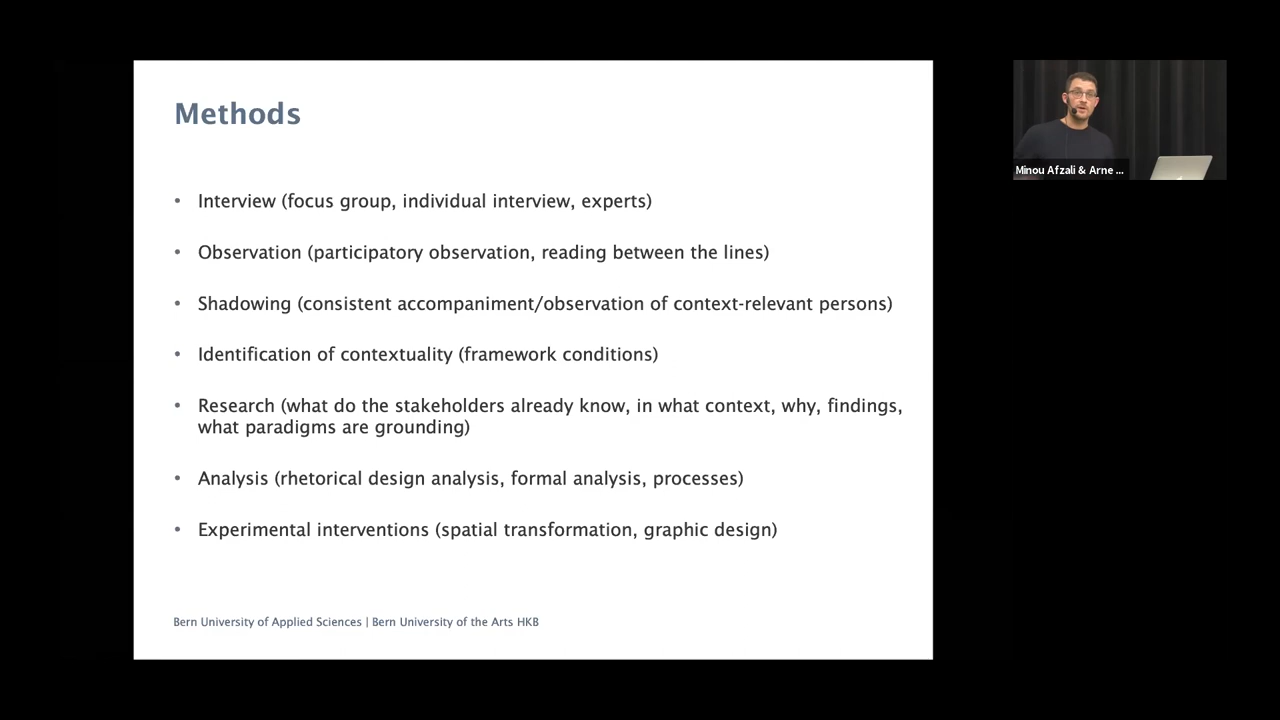 Methods
• Interview (focus group, individual interview, experts)
• Observation (participatory observation, reading between the lines)
• Shadowing (consistent accompaniment/observation of context-relevant persons)
• Identification of contextuality (framework conditions)
• Research (what do the stakeholders already know, in what context, why, findings,
what paradigms are grounding)
• Analysis (rhetorical design analysis, formal analysis, processes)
• Experimental interventions (spatial transformation, graphic design)
Bern University of Applied Sciences | Bern University of the Arts HKB
Minou Afzali & Arne ...